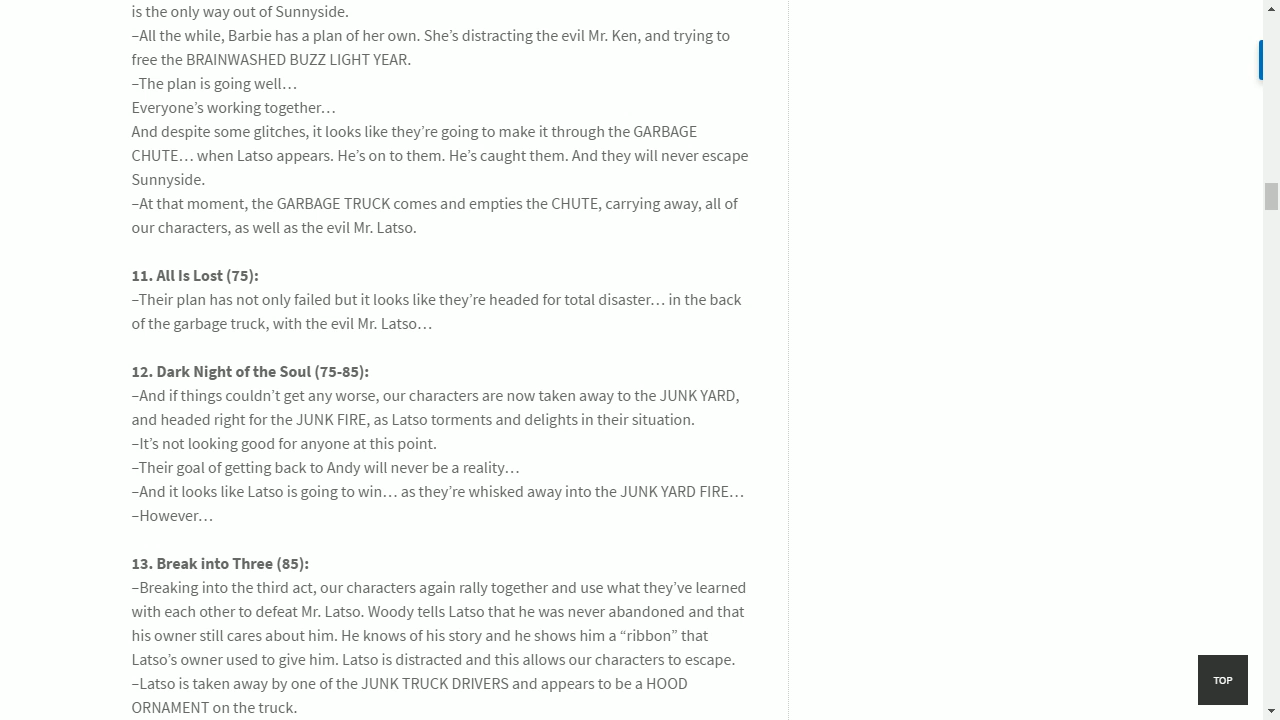 is the only way out of Sunnyside.
–All the while, Barbie has a plan of her own. She’s distracting the evil Mr. Ken, and trying to
free the BRAINWASHED BUZZ LIGHT YEAR.
–The plan is going well…
Everyone’s working together…
And despite some glitches, it looks like they’re going to make it through the GARBAGE
CHUTE… when Latso appears. He’s on to them. He’s caught them. And they will never escape
Sunnyside.
–At that moment, the GARBAGE TRUCK comes and empties the CHUTE, carrying away, all of
our characters, as well as the evil Mr. Latso.
11. All Is Lost (75):
–Their plan has not only failed but it looks like they’re headed for total disaster… in the back
of the garbage truck, with the evil Mr. Latso…
12. Dark Night of the Soul (75-85):
–And if things couldn’t get any worse, our characters are now taken away to the JUNK YARD,
and headed right for the JUNK FIRE, as Latso torments and delights in their situation.
–It’s not looking good for anyone at this point.
–Their goal of getting back to Andy will never be a reality…
–And it looks like Latso is going to win… as they’re whisked away into the JUNK YARD FIRE…
–However…
13. Break into Three (85):
–Breaking into the third act, our characters again rally together and use what they’ve learned
with each other to defeat Mr. Latso. Woody tells Latso that he was never abandoned and that
his owner still cares about him. He knows of his story and he shows him a “ribbon” that
Latso’s owner used to give him. Latso is distracted and this allows our characters to escape.
–Latso is taken away by one of the JUNK TRUCK DRIVERS and appears to be a HOOD
ORNAMENT on the truck.
TOP